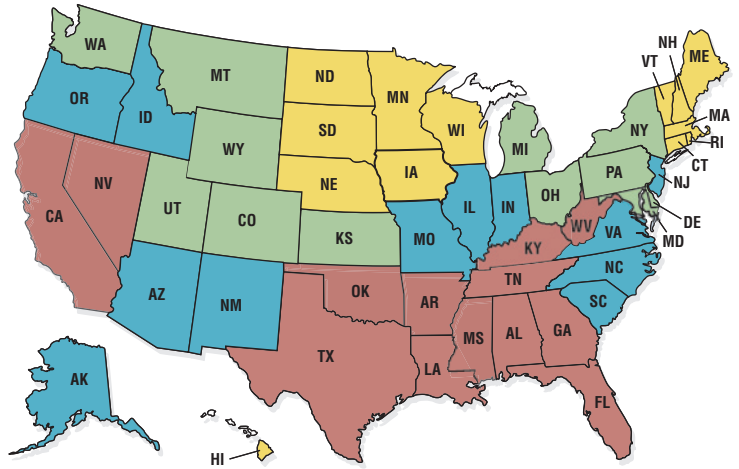 WA
OR
ID
MT
WY
ND
SD
NE
MN
IA
WI
MI
NY
VT
NH
ME
MA
RI
CT
NJ
PA
DE
MD
CA
NV
UT
CO
KS
MO
IL
IN
OH
WV
VA
KY
NC
TN
SC
AZ
NM
OK
AR
TX
LA
MS
AL
GA
FL
AK
HI